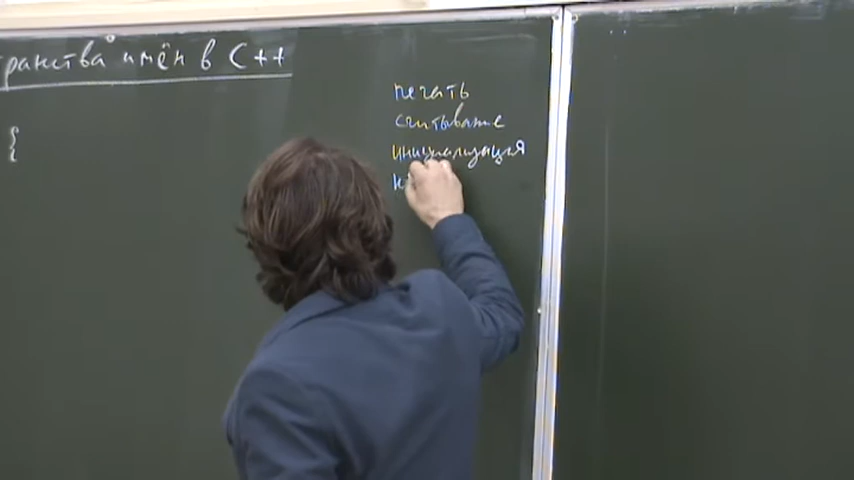 ранства имён в C++
{
печать
считывание
инициализация